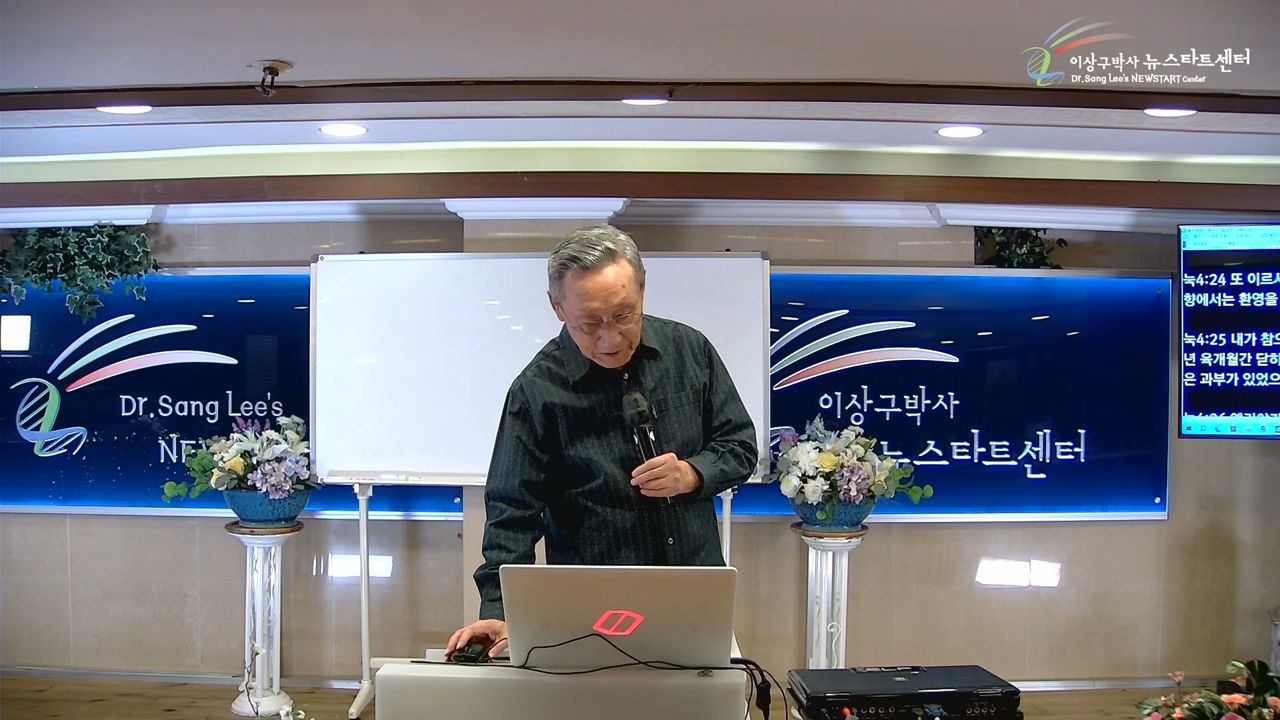 이상구박사 뉴스타트센터
Dr.Sang Lee's NEWSTART Center
Dr.Sang Lee's
이상구박사
뉴스타트센터
눅4:24 또 이르
향에서는 환영을
눅4:25 내가 참으
년 육개월간 닫히
은 과부가 있었으